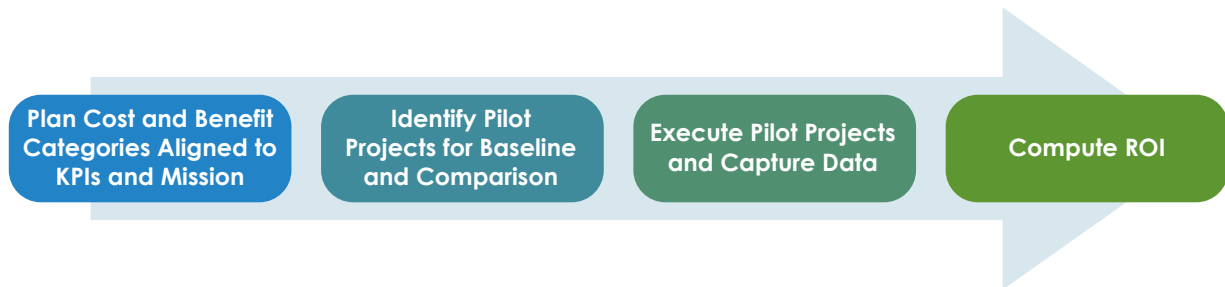 Plan Cost and Benefit
Categories Aligned to
KPIs and Mission
Identify Pilot
Projects for Baseline
and Comparison
Execute Pilot Projects
and Capture Data
Compute ROI